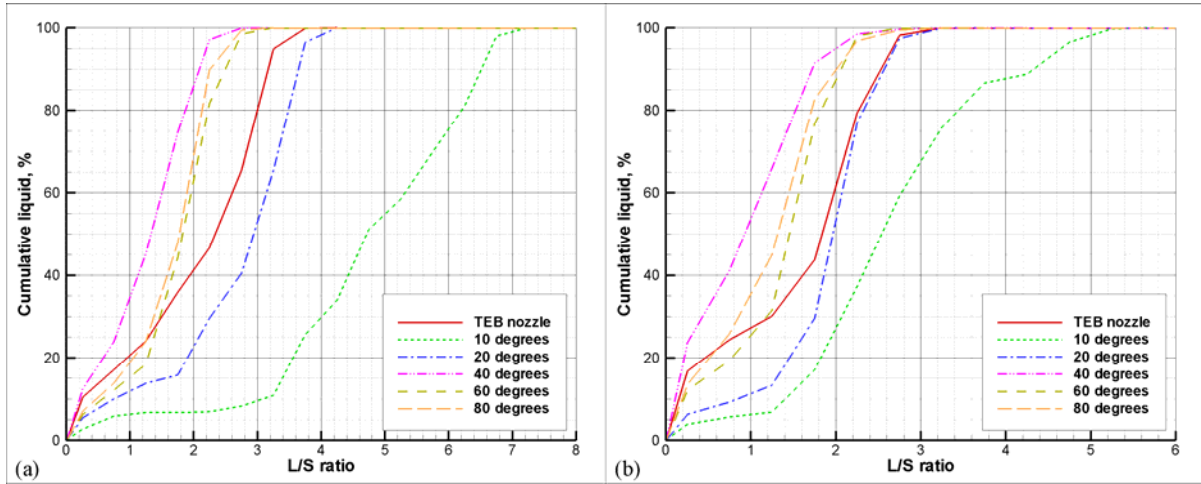 100
80
60
40
20
0
Cumulative liquid, %
TEB nozzle
10 degrees
20 degrees
40 degrees
60 degrees
80 degrees
0 1 2 3 4 5 6 7 8
L/S ratio
(a)
100
80
60
40
20
0
Cumulative liquid, %
TEB nozzle
10 degrees
20 degrees
40 degrees
60 degrees
80 degrees
0 1 2 3 4 5 6
L/S ratio
(b)